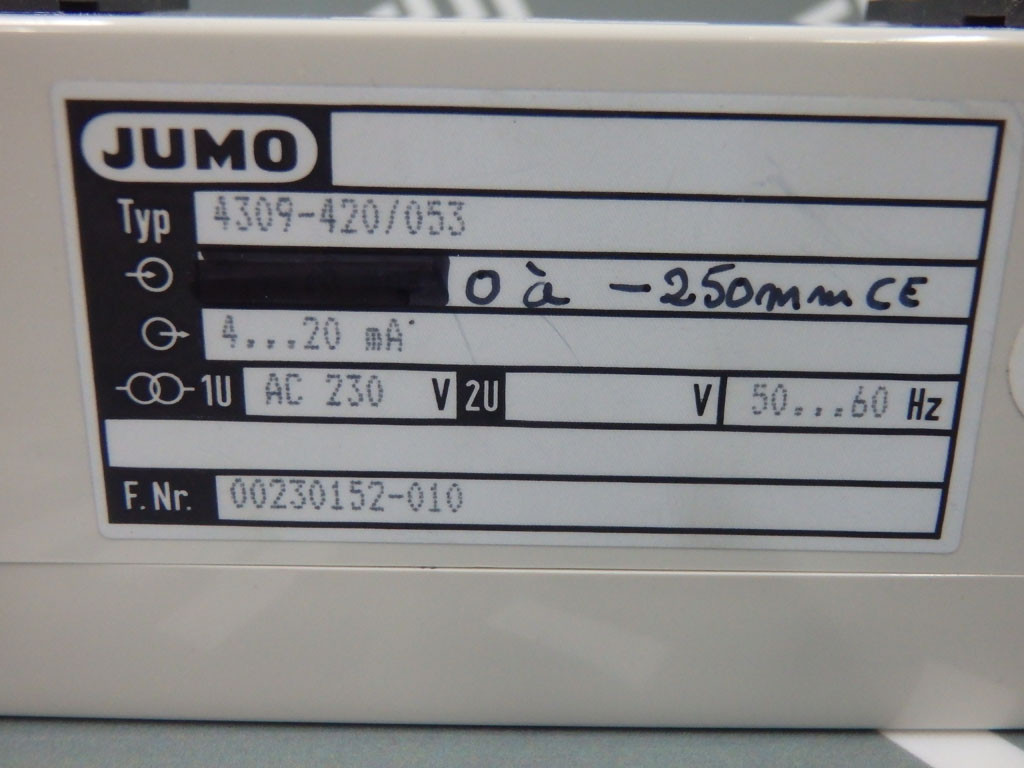 JUMO
Typ 4309-420/053
0 à -250mm CE
4...20 mA
1U AC 230 V 2U V 50...60 Hz
F.Nr. 00230152-010